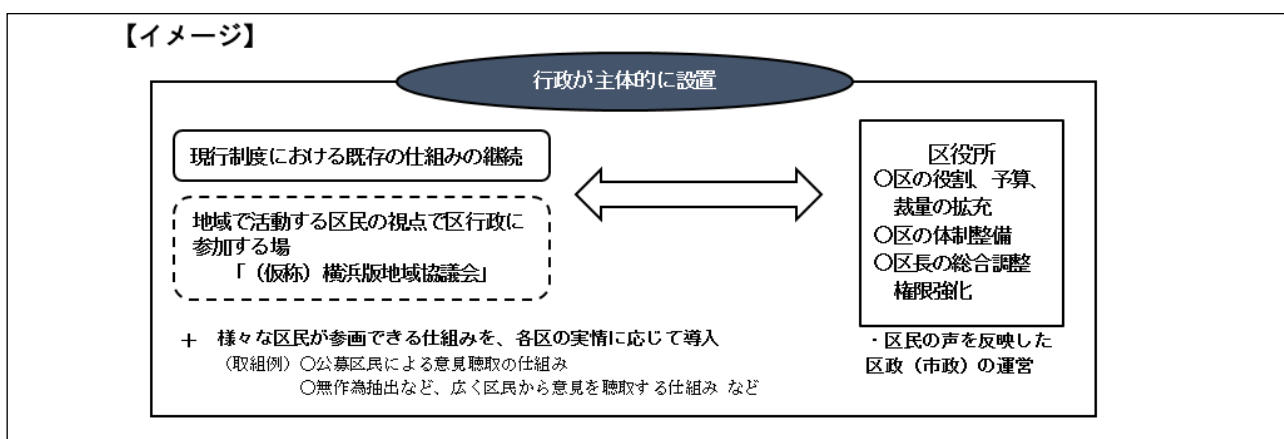 【イメージ】
行政が主体的に設置
現行制度における既存の仕組みの継続
地域で活動する区民の視点で区行政に
参加する場
「（仮称）横浜版地域協議会」
＋ 様々な区民が参画できる仕組みを、各区の実情に応じて導入
（取組例）○公募区民による意見聴取の仕組み
○無作為抽出など、広く区民から意見を聴取する仕組み など
区役所
○区の役割、予算、
裁量の拡充
○区の体制整備
○区長の総合調整
権限強化
・区民の声を反映した
区政（市政）の運営